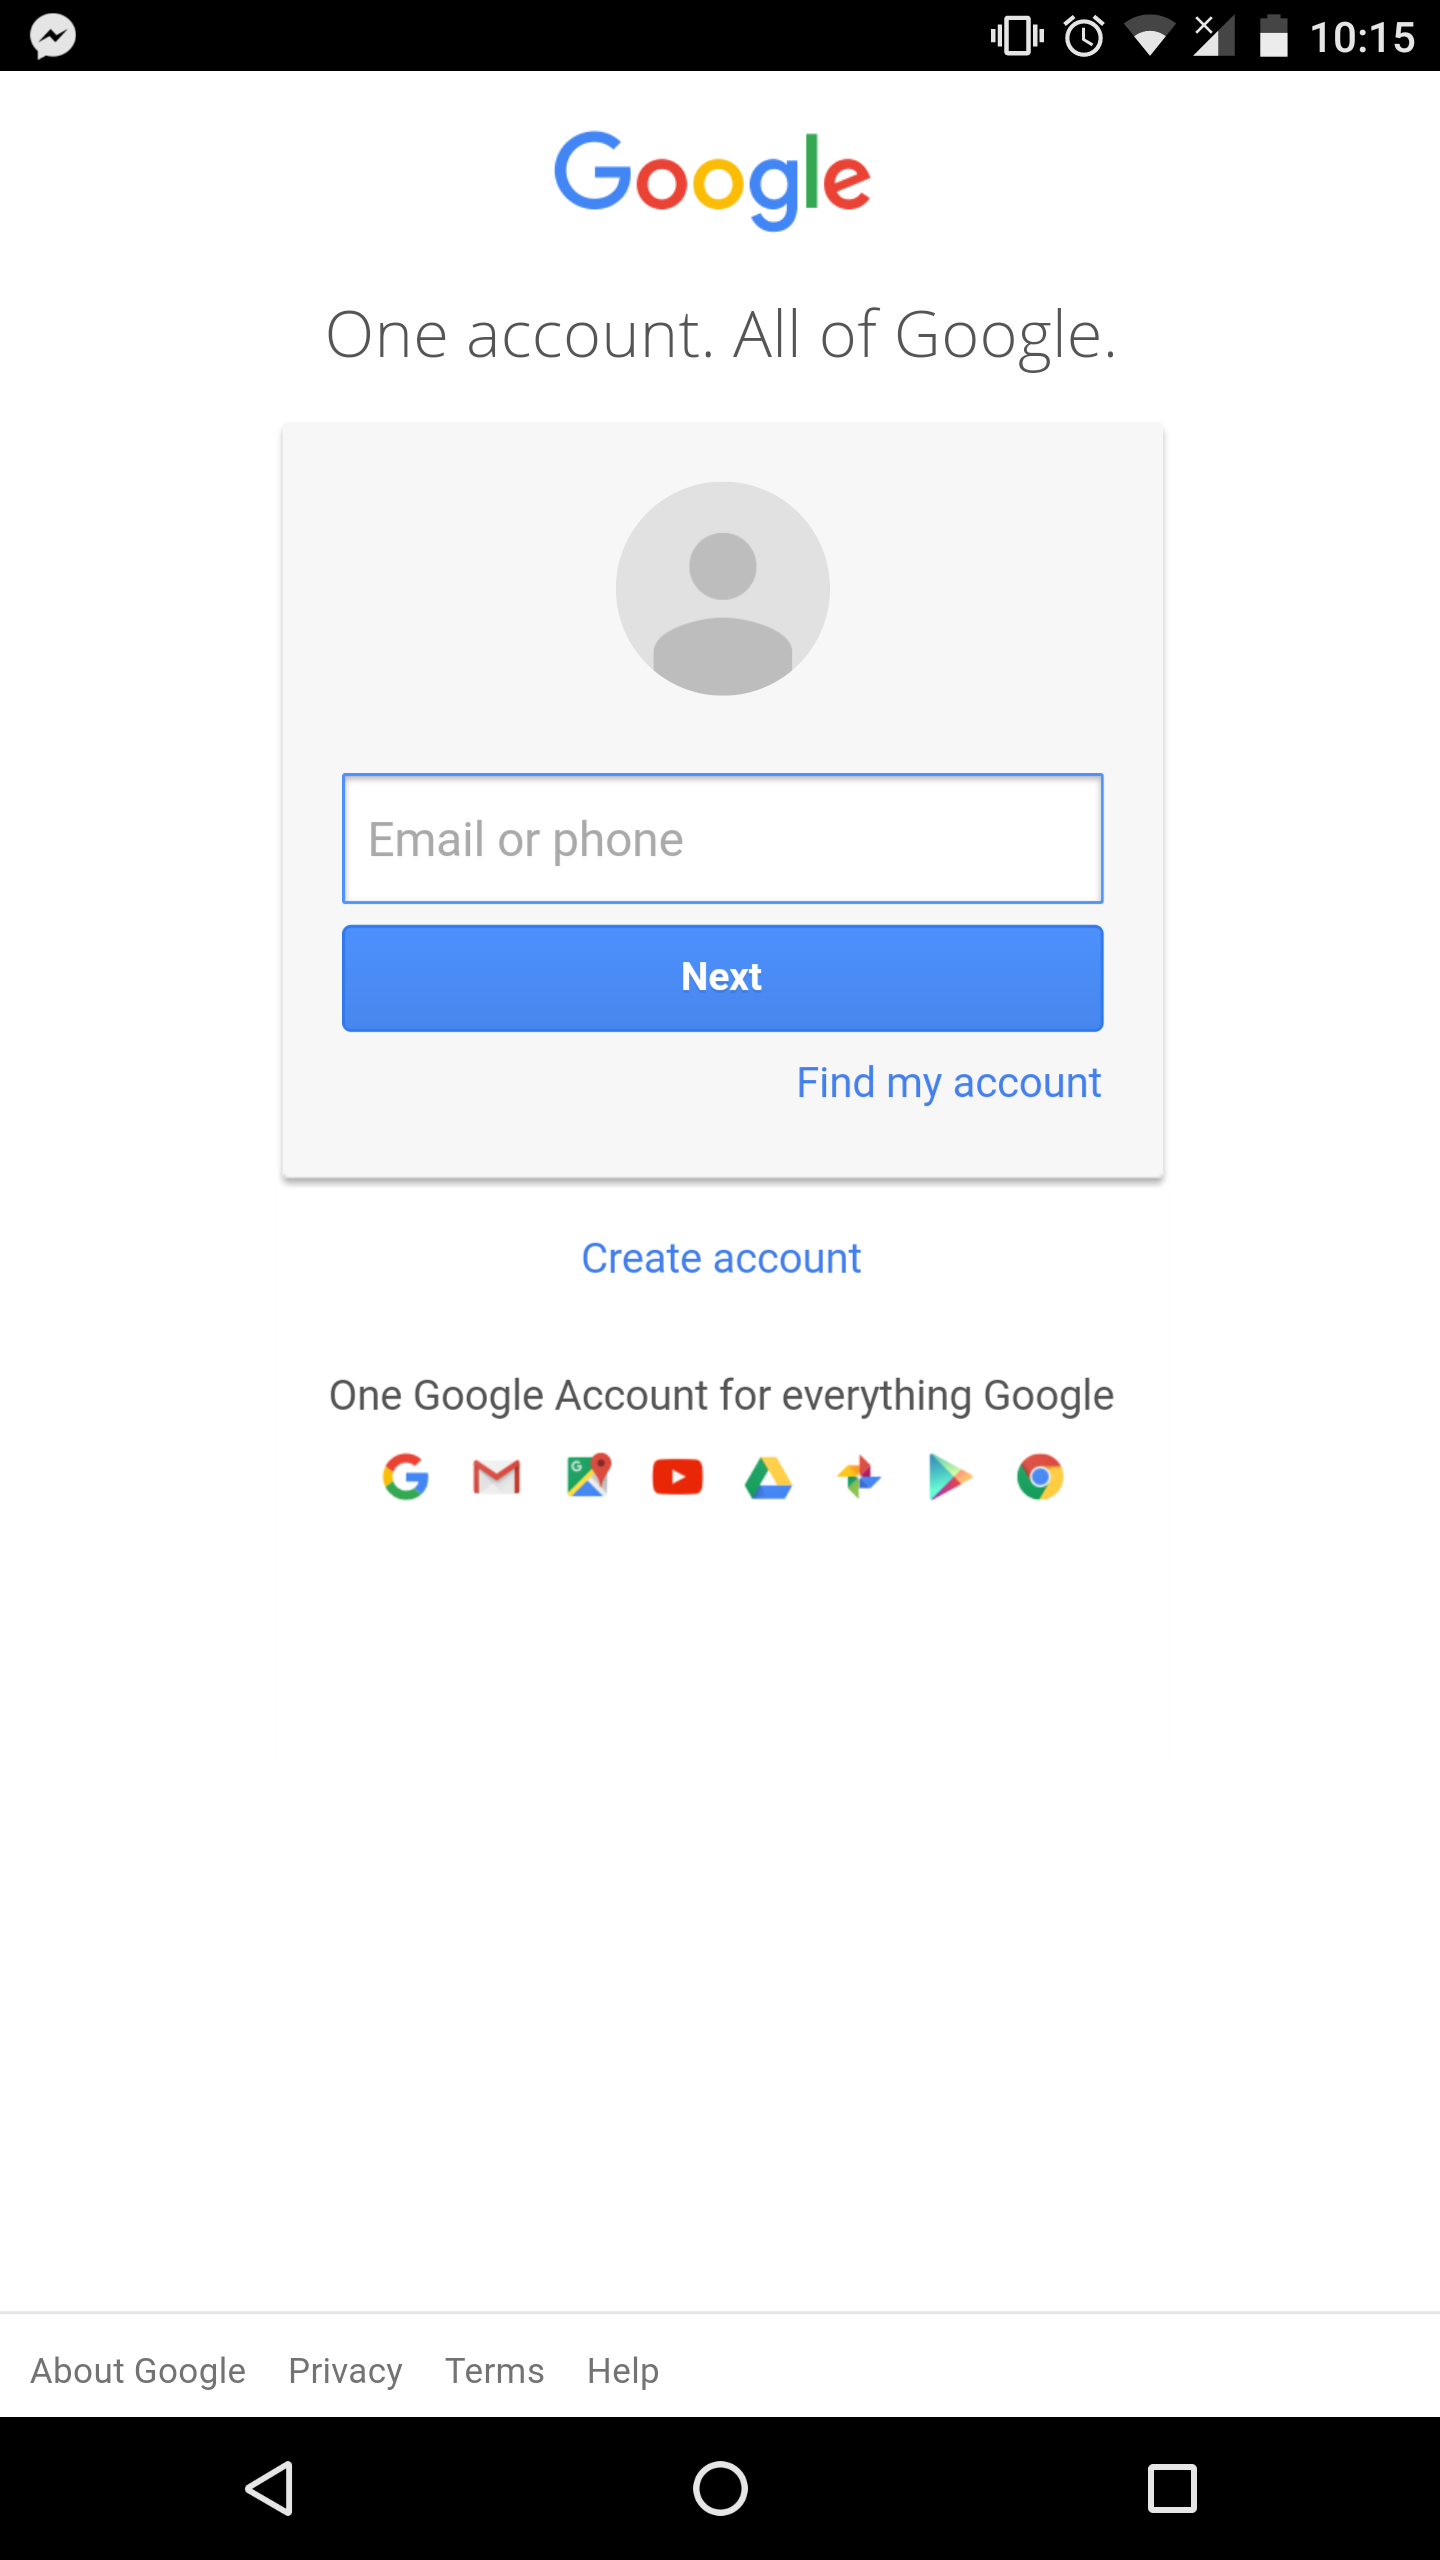 10:15
Google
One account. All of Google.
Email or phone
Next
Find my account
Create account
One Google Account for everything Google
About Google Privacy Terms Help